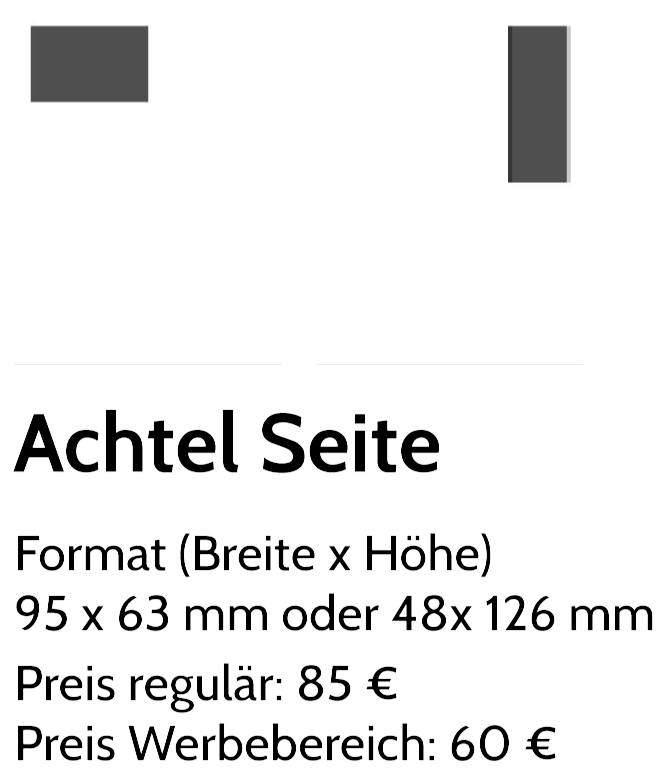 Achtel Seite
Format (Breite x Höhe)
95 x 63 mm oder 48x 126 mm
Preis regulär: 85 €
Preis Werbebereich: 60 €